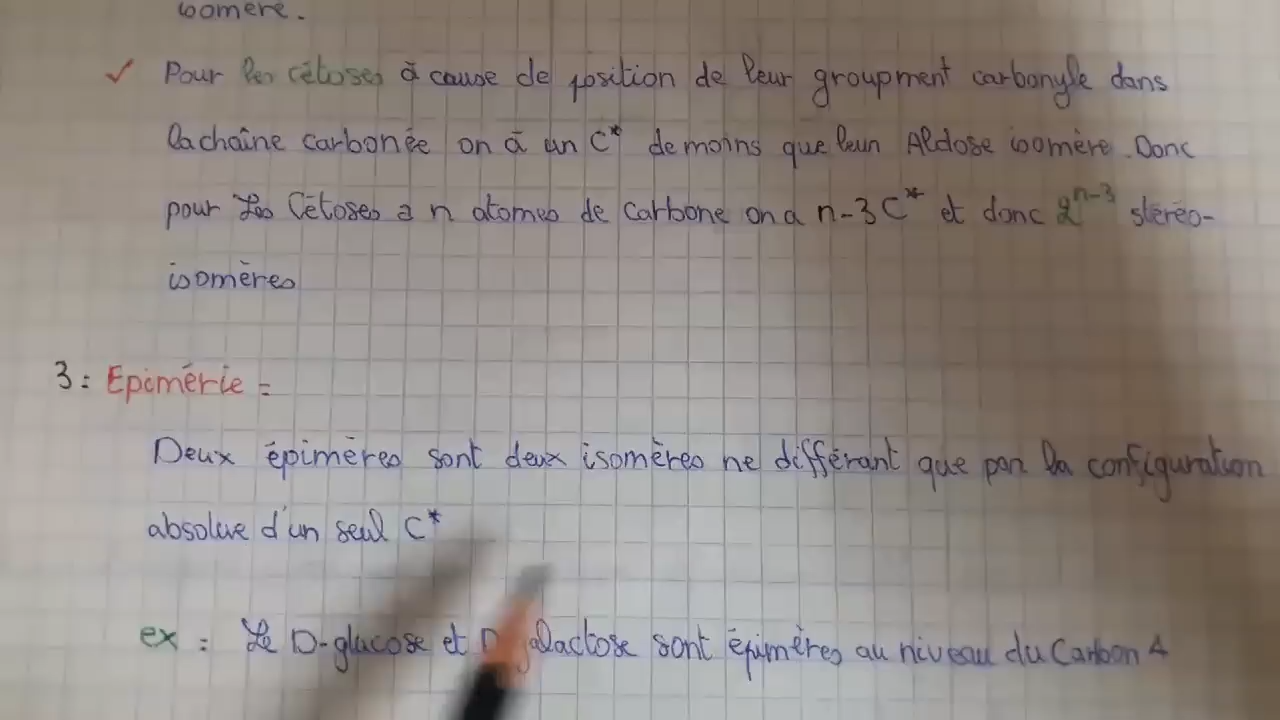 isomère.
✓ Pour les cétoses à cause de position de leur groupment carbonyle dans
la chaîne carbonée on à un C* de moins que leur Aldose isomère. Donc
pour les Cétoses à n atomes de carbone on a n-3C* et donc 2^n-3 stéréo-
isomères
3: Epimérie =
Deux épimères sont deux isomères ne différant que par la configuration
absolue d'un seul C*
ex : Le D-glucose et D galactose sont épimères au niveau du Carbon 4